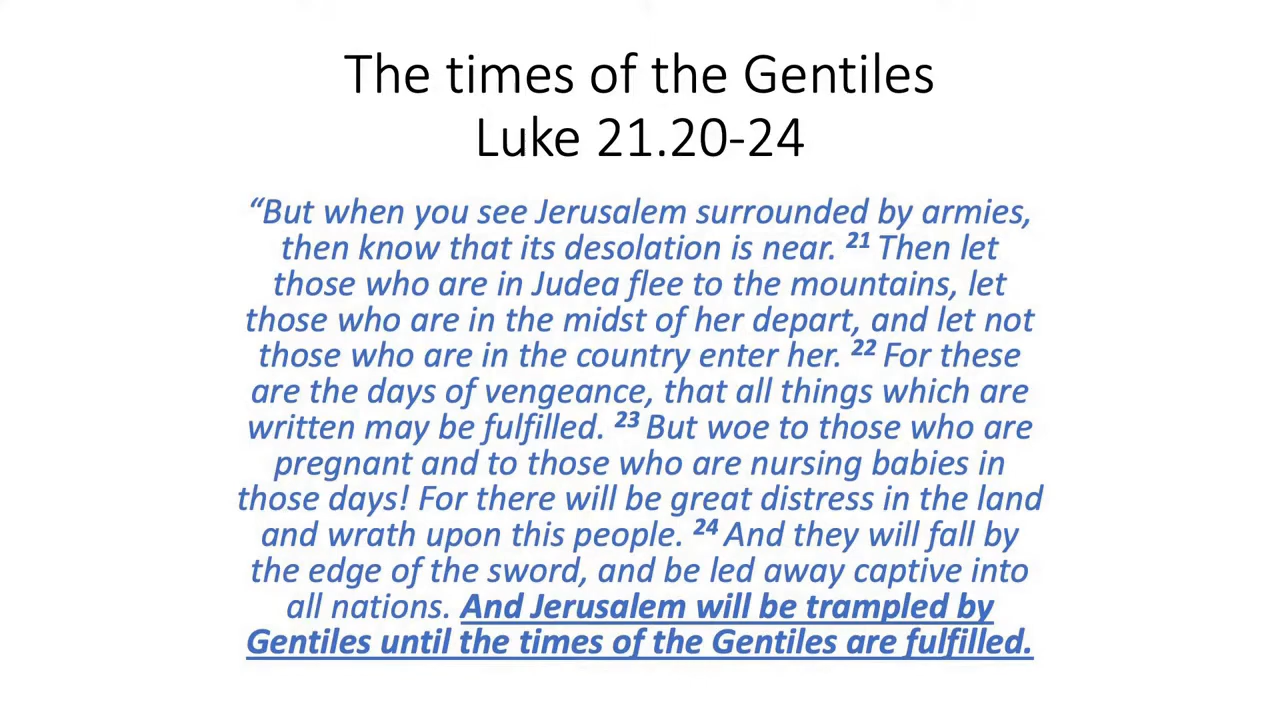 The times of the Gentiles
Luke 21.20-24
“But when you see Jerusalem surrounded by armies,
then know that its desolation is near. 21 Then let
those who are in Judea flee to the mountains, let
those who are in the midst of her depart, and let not
those who are in the country enter her. 22 For these
are the days of vengeance, that all things which are
written may be fulfilled. 23 But woe to those who are
pregnant and to those who are nursing babies in
those days! For there will be great distress in the land
and wrath upon this people. 24 And they will fall by
the edge of the sword, and be led away captive into
all nations. And Jerusalem will be trampled by
Gentiles until the times of the Gentiles are fulfilled.